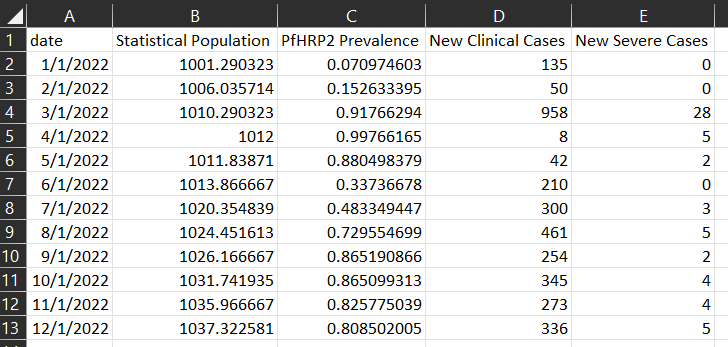 A B C D E
1 date Statistical Population PfHRP2 Prevalence New Clinical Cases New Severe Cases
2 1/1/2022 1001.290323 0.070974603 135 0
3 2/1/2022 1006.035714 0.152633395 50 0
4 3/1/2022 1010.290323 0.91766294 958 28
5 4/1/2022 1012 0.99766165 8 5
6 5/1/2022 1011.83871 0.880498379 42 2
7 6/1/2022 1013.866667 0.33736678 210 0
8 7/1/2022 1020.354839 0.483349447 300 3
9 8/1/2022 1024.451613 0.729554699 461 5
10 9/1/2022 1026.166667 0.865190866 254 2
11 10/1/2022 1031.741935 0.865099313 345 4
12 11/1/2022 1035.966667 0.825775039 273 4
13 12/1/2022 1037.322581 0.808502005 336 5